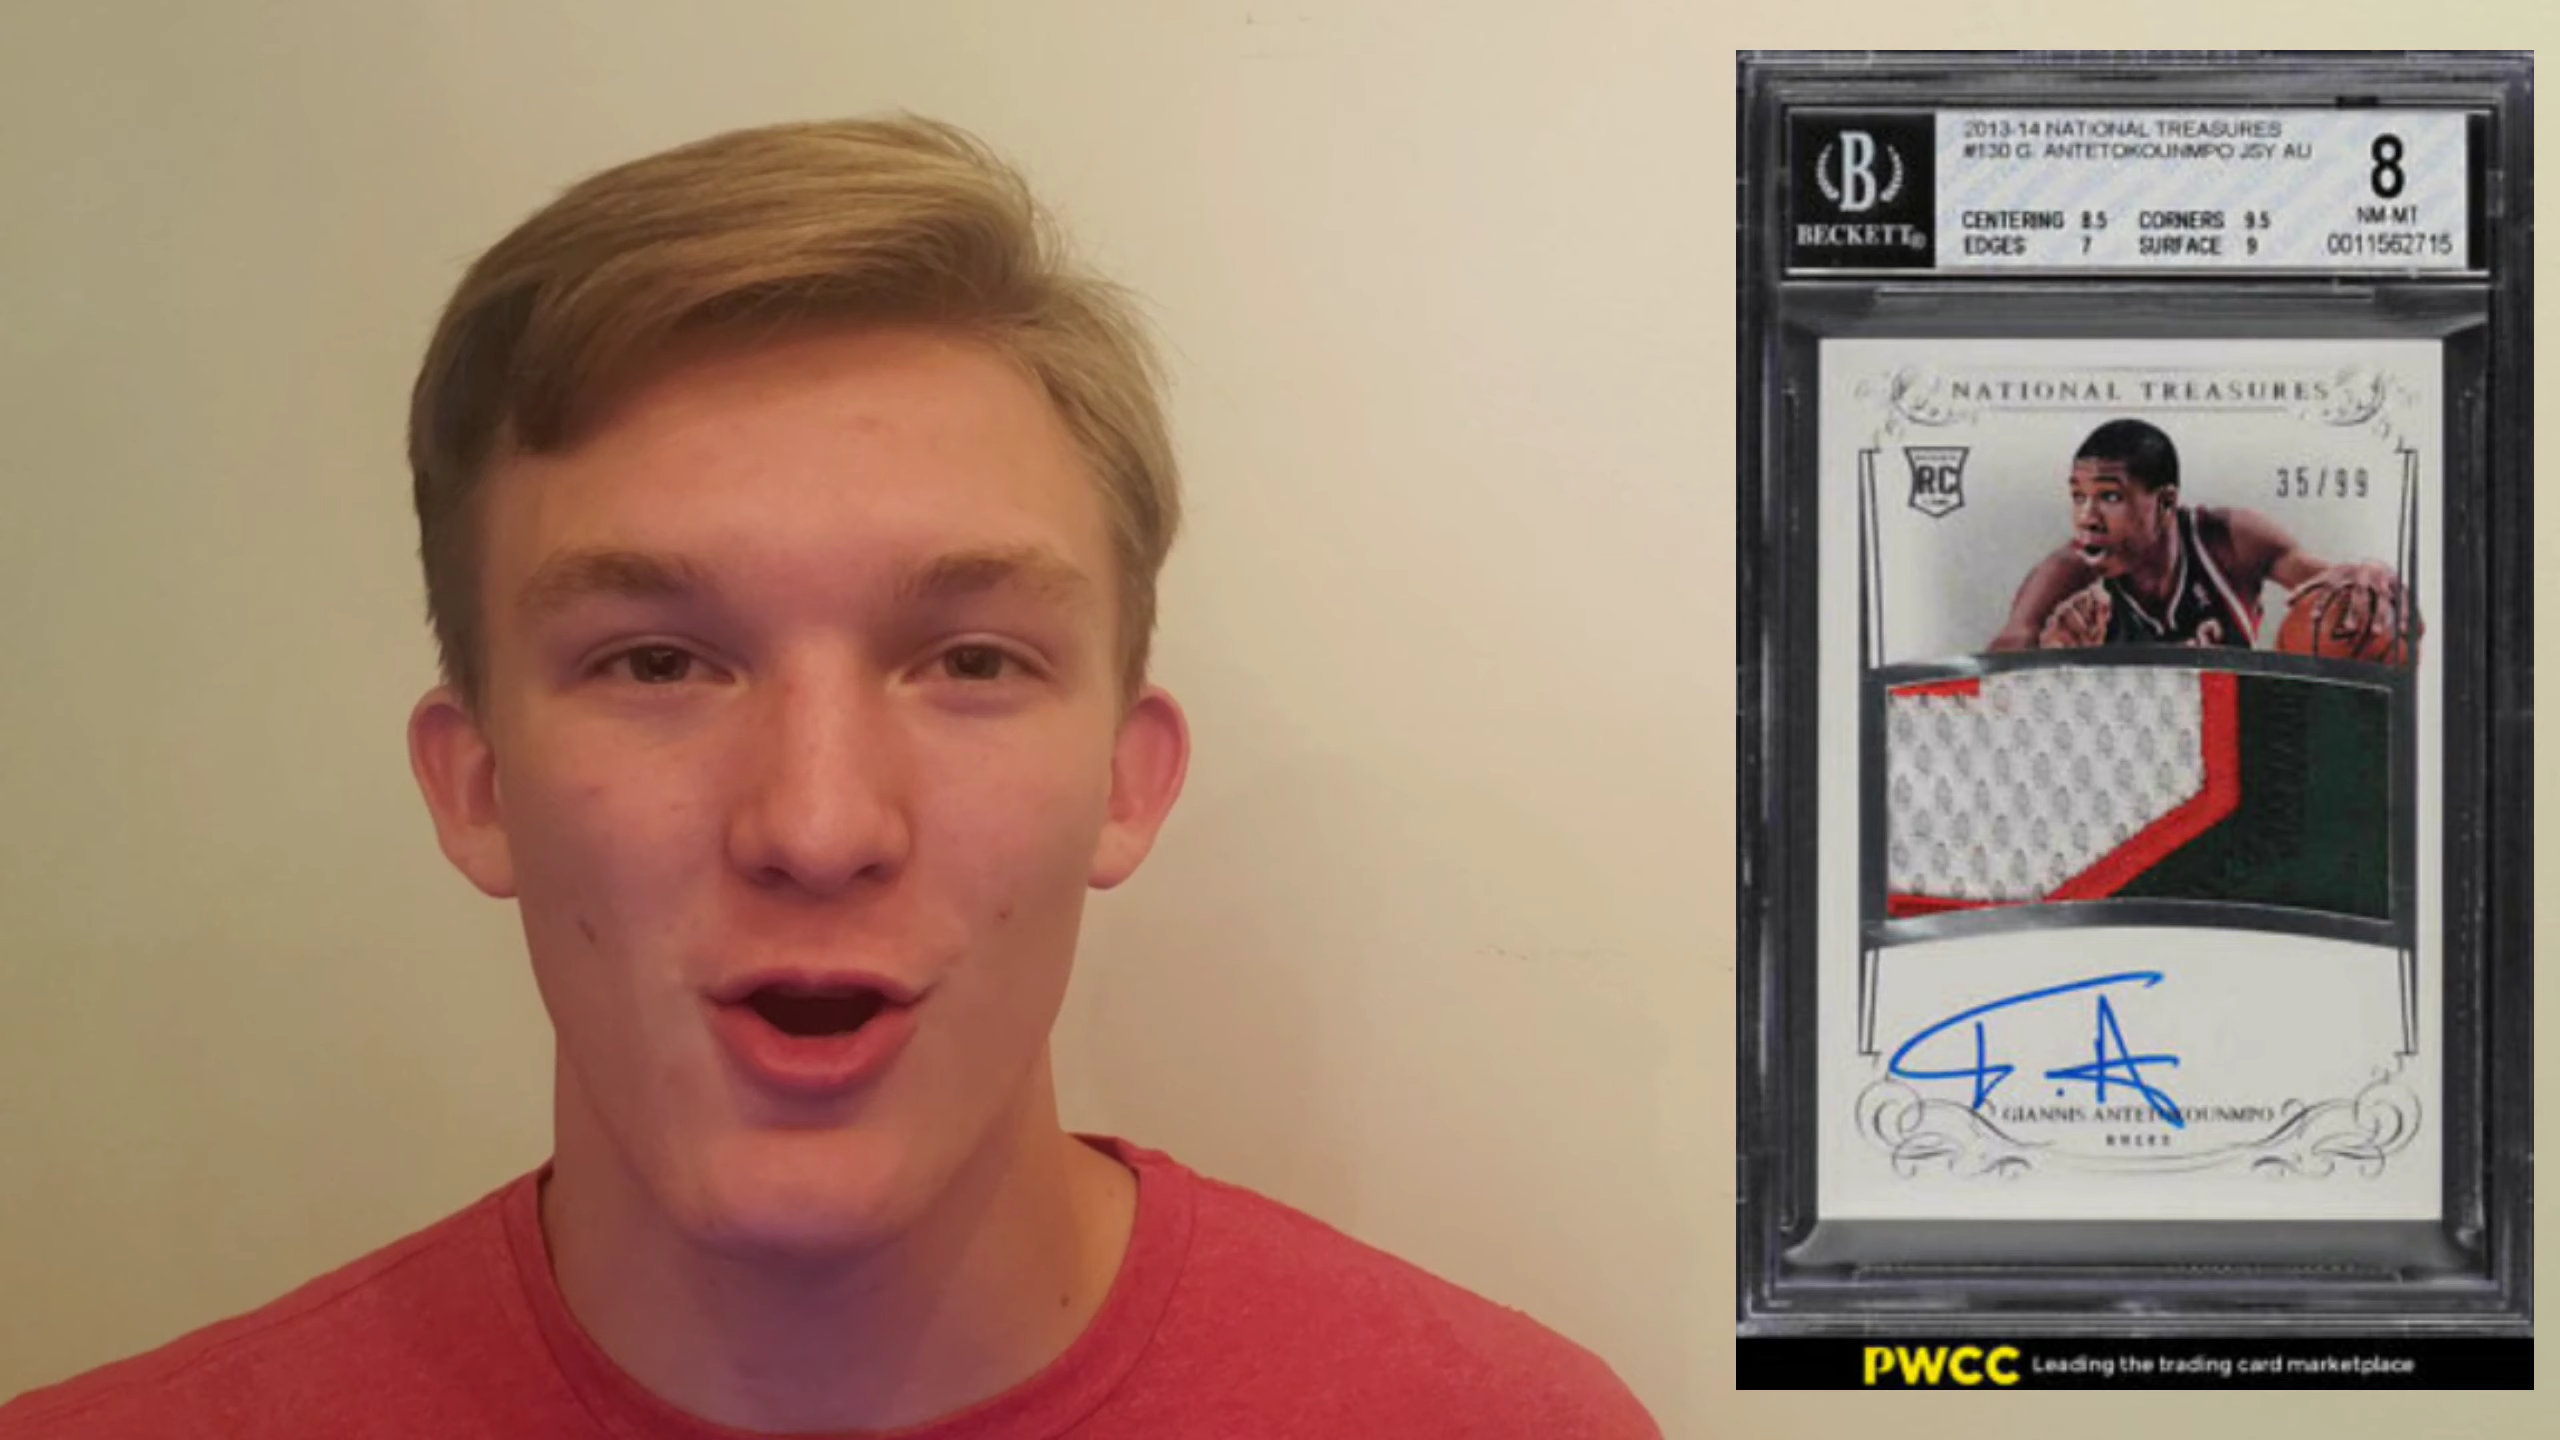 2013-14 NATIONAL TREASURES
#130 G. ANTETOKOUNMPO JSY AU
8
NM-MT
CENTERING 8.5 CORNERS 9.5
EDGES 7 SURFACE 9
0011562715
B
BECKETT
NATIONAL TREASURES
RC
35/99
GIANNIS ANTETOKOUNMPO
BUCKS
PWCC Leading the trading card marketplace